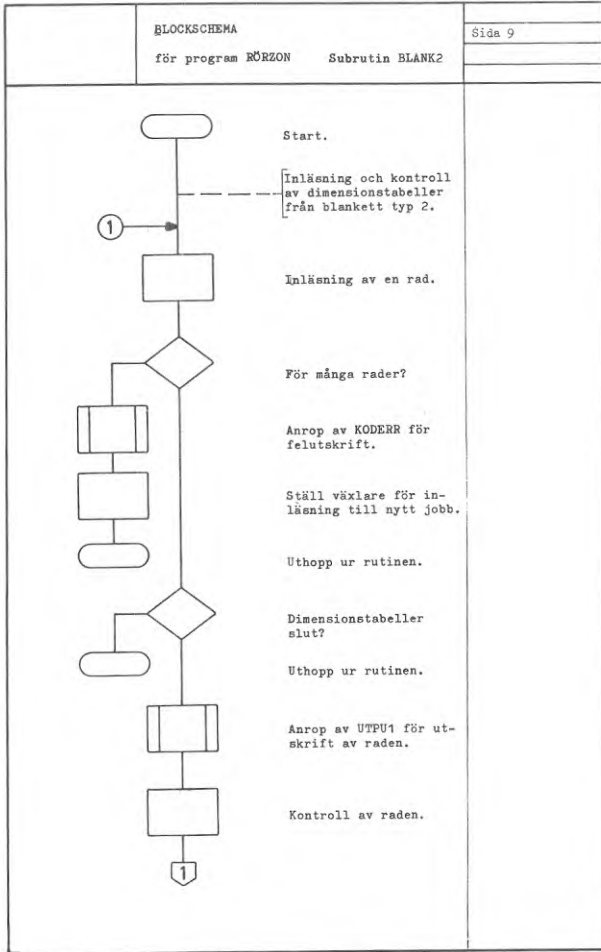 BLOCKSCHEMA
för program RÖRZON Subrutin BLANK2
Sida 9
Start.
Inläsning och kontroll
av dimensionstabeller
från blankett typ 2.
1
Inläsning av en rad.
För många rader?
Anrop av KODERR för
felutskrift.
Ställ växlare för in-
läsning till nytt jobb.
Uthopp ur rutinen.
Dimensionstabeller
slut?
Uthopp ur rutinen.
Anrop av UTPU1 för ut-
skrift av raden.
Kontroll av raden.
1